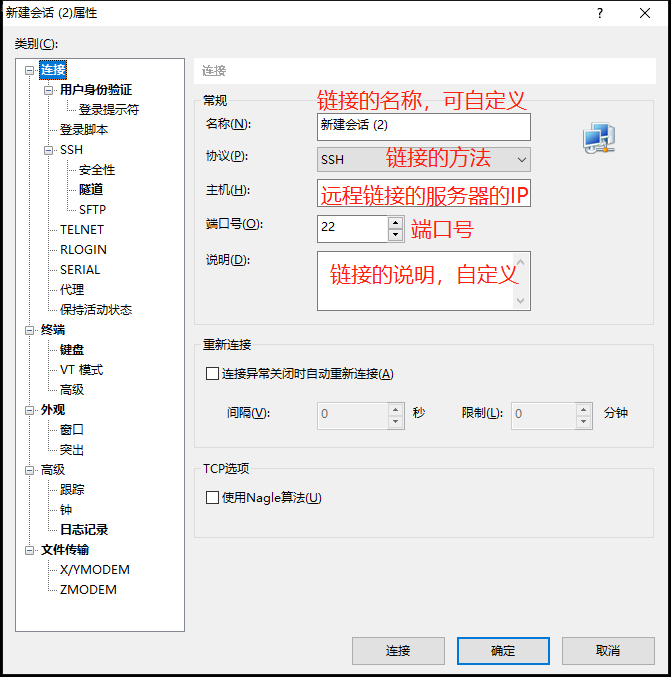 新建会话 (2)属性
?
类别(C):
连接
用户身份验证
登录提示符
登录脚本
SSH
安全性
隧道
SFTP
TELNET
RLOGIN
SERIAL
代理
保持活动状态
终端
键盘
VT 模式
高级
外观
窗口
突出
高级
跟踪
钟
日志记录
文件传输
X/YMODEM
ZMODEM
连接
常规
链接的名称，可自定义
名称(N):
新建会话 (2)
协议(P):
SSH
链接的方法
主机(H):
远程链接的服务器的IP
端口号(O):
22
端口号
说明(D):
链接的说明，自定义
重新连接
连接异常关闭时自动重新连接(A)
间隔(V): 0 秒 限制(L): 0 分钟
TCP选项
使用Nagle算法(U)
连接 确定 取消